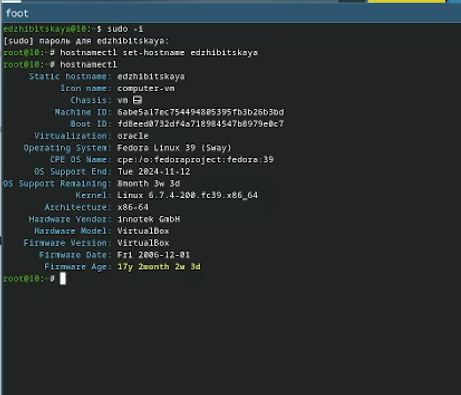 foot
edzhibitskaya@10:~$ sudo -i
[sudo] пароль для edzhibitskaya:
root@10:~# hostnamectl set-hostname edzhibitskaya
root@10:~# hostnamectl
Static hostname: edzhibitskaya
Icon name: computer-vm
Chassis: vm
Machine ID: 6abe5a17ec754494805395fb3b26b3bd
Boot ID: fd8eed0732df4a718984547b8979e0c7
Virtualization: oracle
Operating System: Fedora Linux 39 (Sway)
CPE OS Name: cpe:/o:fedoraproject:fedora:39
OS Support End: Tue 2024-11-12
OS Support Remaining: 8month 3w 3d
Kernel: Linux 6.7.4-200.fc39.x86_64
Architecture: x86-64
Hardware Vendor: innotek GmbH
Hardware Model: VirtualBox
Firmware Version: VirtualBox
Firmware Date: Fri 2006-12-01
Firmware Age: 17y 2month 2w 3d
root@10:~#